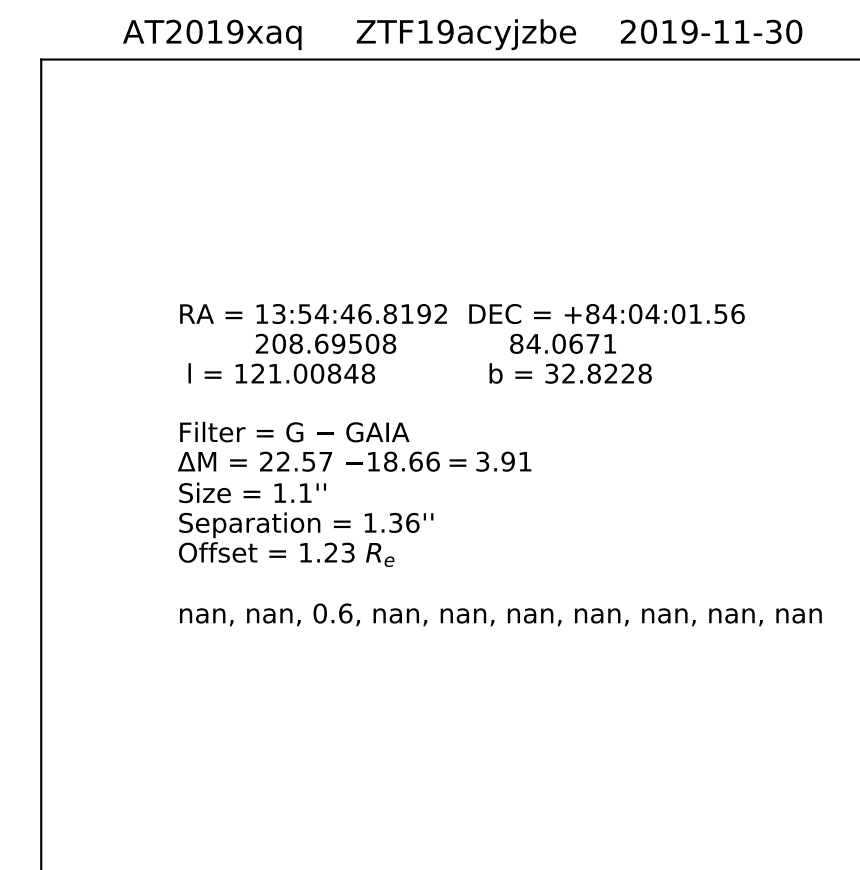 AT2019xaq ZTF19acyjzbe 2019-11-30
RA = 13:54:46.8192 DEC = +84:04:01.56
208.69508 84.0671
l = 121.00848 b = 32.8228
Filter = G − GAIA
ΔM = 22.57 −18.66 = 3.91
Size = 1.1''
Separation = 1.36''
Offset = 1.23 Rₑ
nan, nan, 0.6, nan, nan, nan, nan, nan, nan, nan